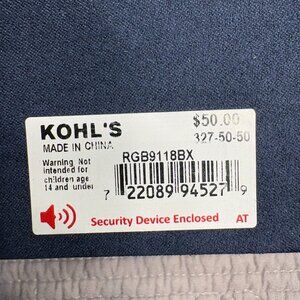 KOHL'S
$50.00
MADE IN CHINA
327-50-50
RGB9118BX
Warning Not
intended for
children age
14 and under
7 22089 94527 9
Security Device Enclosed AT